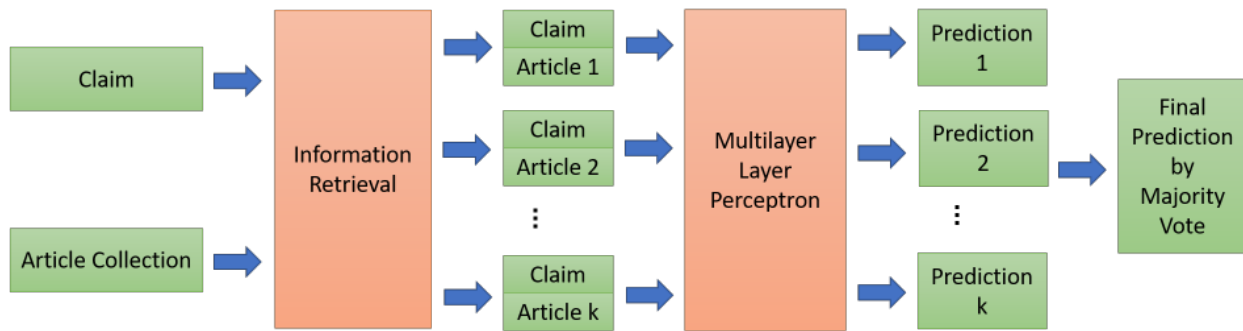 Claim
Article Collection
Information
Retrieval
Claim
Article 1
Claim
Article 2
⋮
Claim
Article k
Multilayer
Layer
Perceptron
Prediction
1
Prediction
2
⋮
Prediction
k
Final
Prediction
by
Majority
Vote